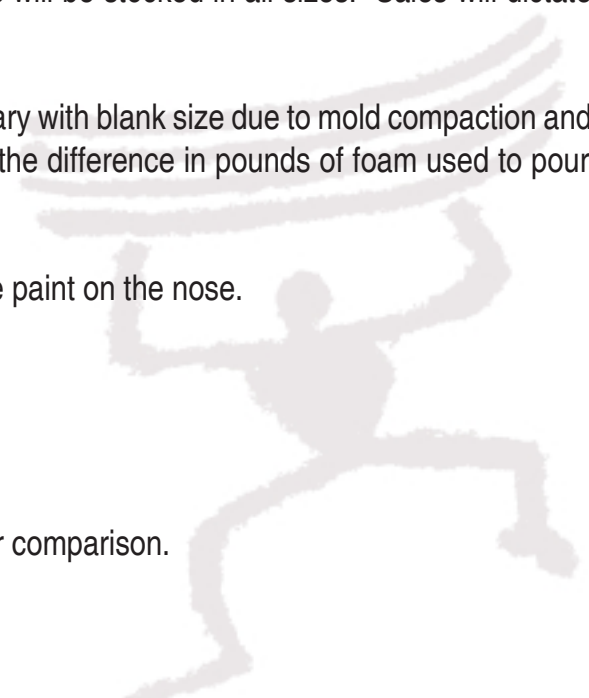 will be stocked in all sizes. Sales will dictate
ary with blank size due to mold compaction and
the difference in pounds of foam used to pour
paint on the nose.
comparison.